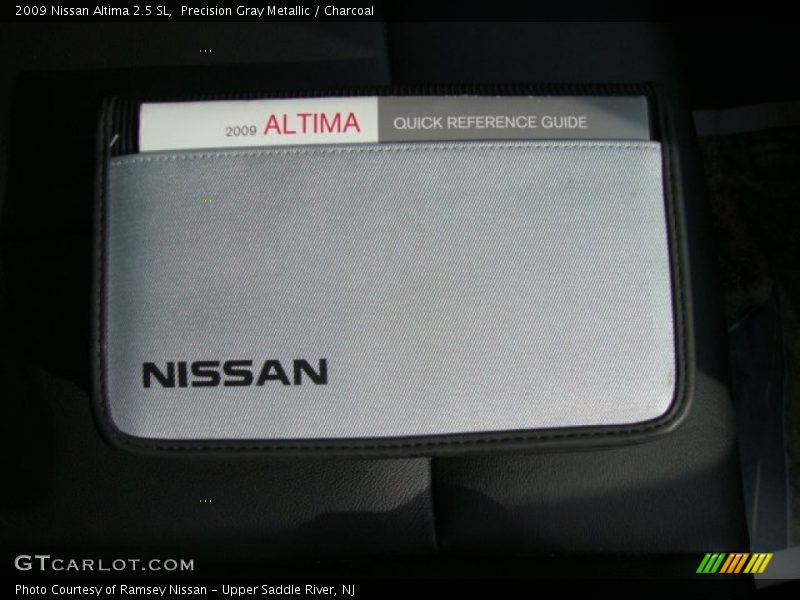 2009 Nissan Altima 2.5 SL,  Precision Gray Metallic / Charcoal
...
2009 ALTIMA QUICK REFERENCE GUIDE
NISSAN
...
GTCARLOT.COM
Photo Courtesy of Ramsey Nissan - Upper Saddle River, NJ